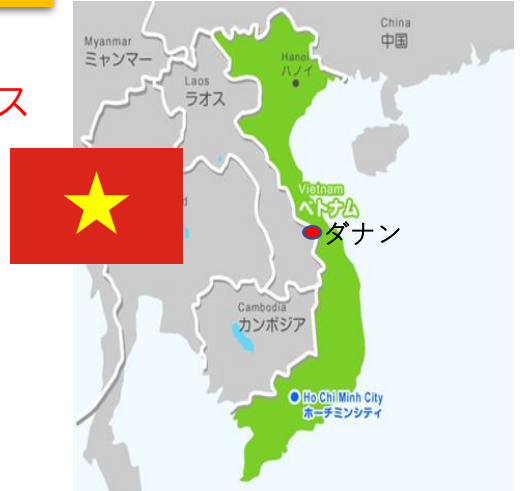 China
中国
Myanmar
ミャンマー
Hanoi
ハノイ
Laos
ラオス
ス
d
Vietnam
ベトナム
ダナン
Cambodia
カンボジア
Ho Chi Minh City
ホーチミンシティ